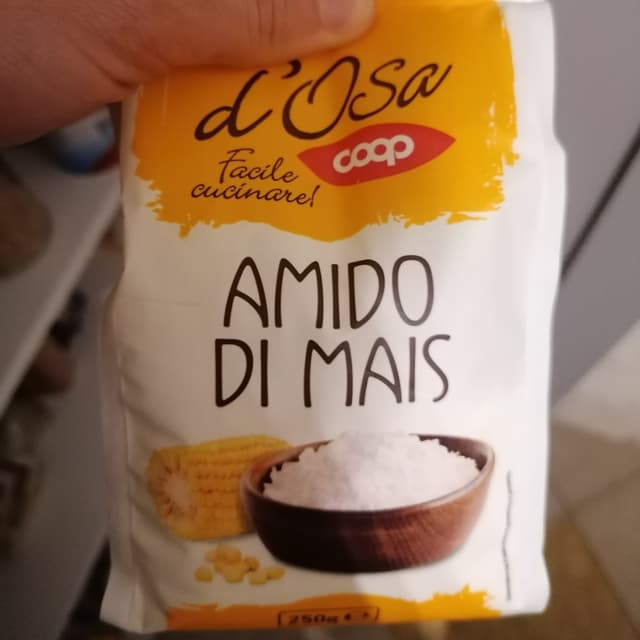 d'Osa
coop
Facile
cucinare!
AMIDO
DI MAIS
250g e